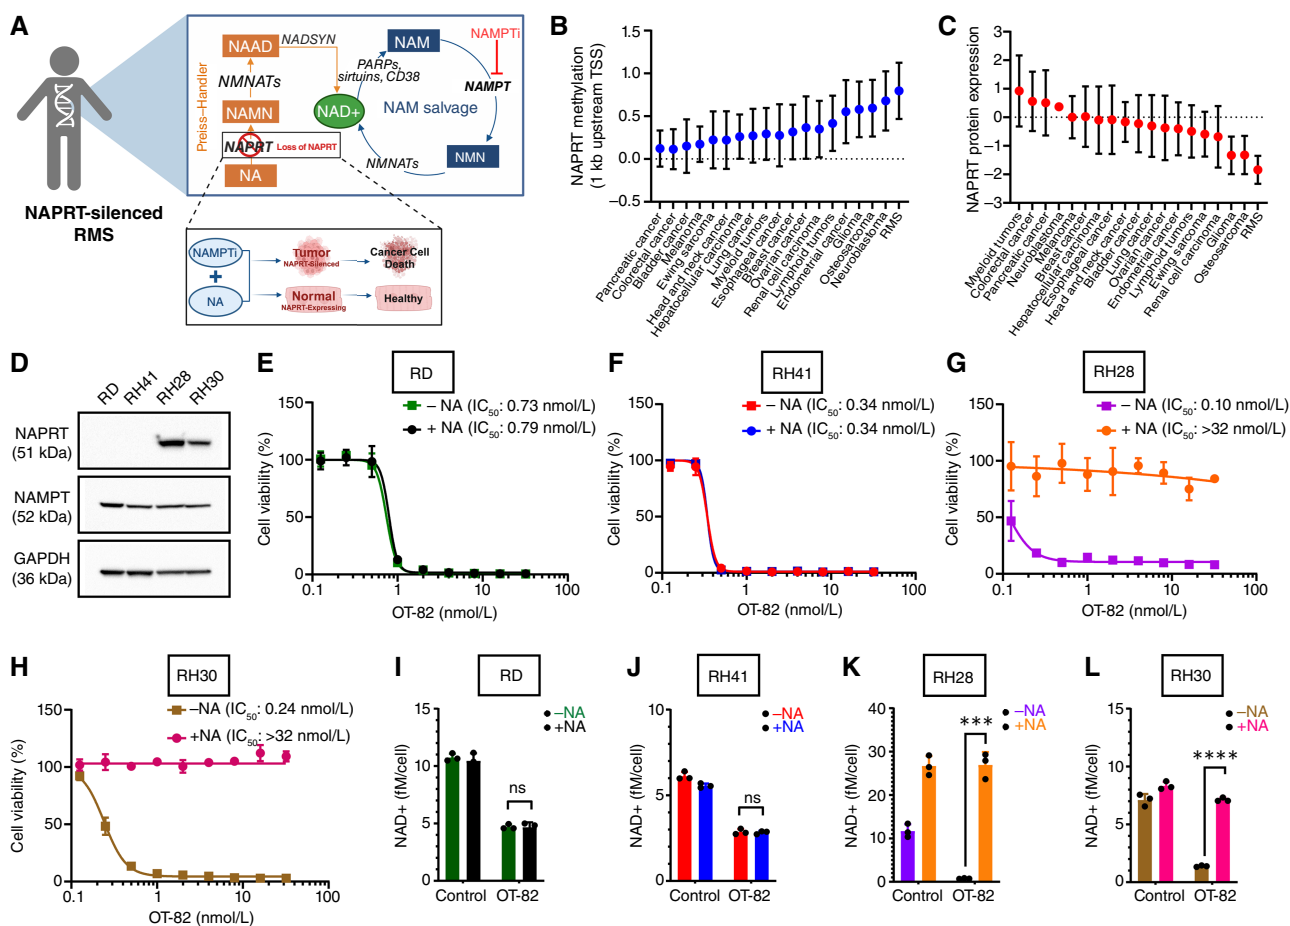 A
Preiss–Handler
NAAD
NADSYN
NMNATs
NAMN
NAPRT
Loss of NAPRT
NA
NAD+
PARPs,
sirtuins, CD38
NAM
NAMPTi
NAMPT
NAM salvage
NMNATs
NMN
NAPRT-silenced
RMS
NAMPTi
+
NA
Tumor
NAPRT-Silenced
Cancer Cell
Death
Normal
NAPRT-Expressing
Healthy
B
NAPRT methylation
(1 kb upstream TSS)
1.5
1.0
0.5
0.0
–0.5
Pancreatic cancer
Colorectal cancer
Bladder cancer
Melanoma
Ewing sarcoma
Head and neck cancer
Hepatocellular carcinoma
Lung cancer
Myeloid tumors
Esophageal cancer
Breast cancer
Ovarian cancer
Renal cell carcinoma
Lymphoid tumors
Endometrial cancer
Glioma
Osteosarcoma
Neuroblastoma
RMS
C
NAPRT protein expression
3
2
1
0
–1
–2
–3
Myeloid tumors
Colorectal cancer
Pancreatic cancer
Neuroblastoma
Melanoma
Breast cancer
Hepatocellular carcinoma
Esophageal cancer
Head and neck cancer
Bladder cancer
Lung cancer
Ovarian cancer
Endometrial cancer
Lymphoid tumors
Ewing sarcoma
Renal cell carcinoma
Glioma
Osteosarcoma
RMS
D
RD RH41 RH28 RH30
NAPRT
(51 kDa)
NAMPT
(52 kDa)
GAPDH
(36 kDa)
E
RD
– NA (IC50: 0.73 nmol/L)
+ NA (IC50: 0.79 nmol/L)
Cell viability (%)
150
100
50
0
0.1 1 10 100
OT-82 (nmol/L)
F
RH41
– NA (IC50: 0.34 nmol/L)
+ NA (IC50: 0.34 nmol/L)
Cell viability (%)
150
100
50
0
0.1 1 10 100
OT-82 (nmol/L)
G
RH28
– NA (IC50: 0.10 nmol/L)
+ NA (IC50: >32 nmol/L)
Cell viability (%)
150
100
50
0
0.1 1 10 100
OT-82 (nmol/L)
H
RH30
–NA (IC50: 0.24 nmol/L)
+NA (IC50: >32 nmol/L)
Cell viability (%)
150
100
50
0
0.1 1 10 100
OT-82 (nmol/L)
I
RD
–NA
+NA
NAD+ (fM/cell)
15
10
5
0
ns
Control OT-82
J
RH41
–NA
+NA
NAD+ (fM/cell)
10
5
0
ns
Control OT-82
K
RH28
–NA
+NA
NAD+ (fM/cell)
40
30
20
10
0
***
Control OT-82
L
RH30
–NA
+NA
NAD+ (fM/cell)
15
10
5
0
****
Control OT-82